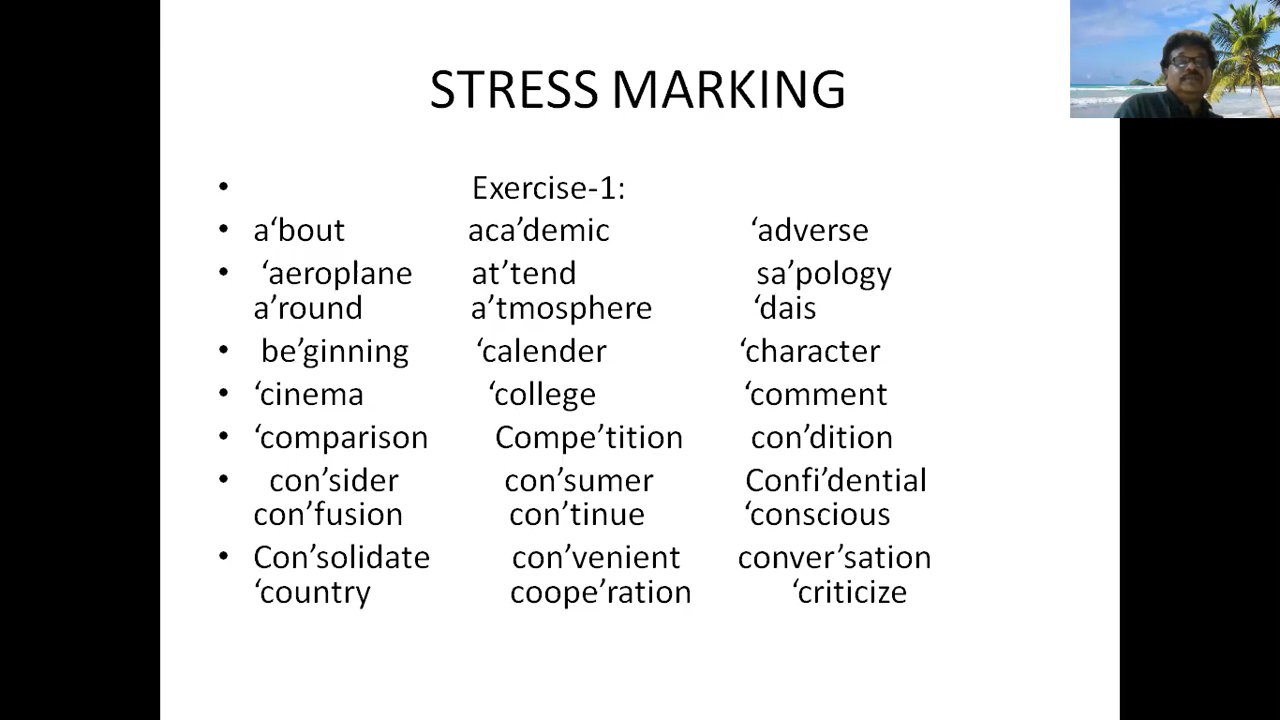 STRESS MARKING
• Exercise-1:
• a‘bout aca’demic ‘adverse
• ‘aeroplane at’tend sa’pology
a’round a’tmosphere ‘dais
• be’ginning ‘calender ‘character
• ‘cinema ‘college ‘comment
• ‘comparison Compe’tition con’dition
• con’sider con’sumer Confi’dential
con’fusion con’tinue ‘conscious
• Con’solidate con’venient conver’sation
‘country coope’ration ‘criticize